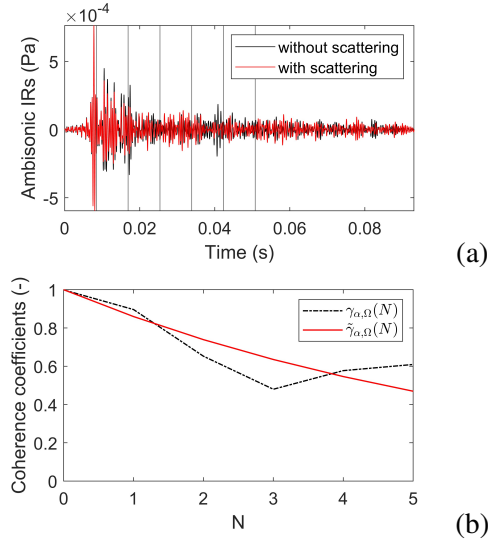 ×10⁻⁴
5
0
-5
Ambisonic IRs (Pa)
without scattering
with scattering
0 0.02 0.04 0.06 0.08
Time (s)
(a)
1
0.8
0.6
0.4
0.2
0
Coherence coefficients (-)
γα,Ω(N)
γ̃α,Ω(N)
0 1 2 3 4 5
N
(b)